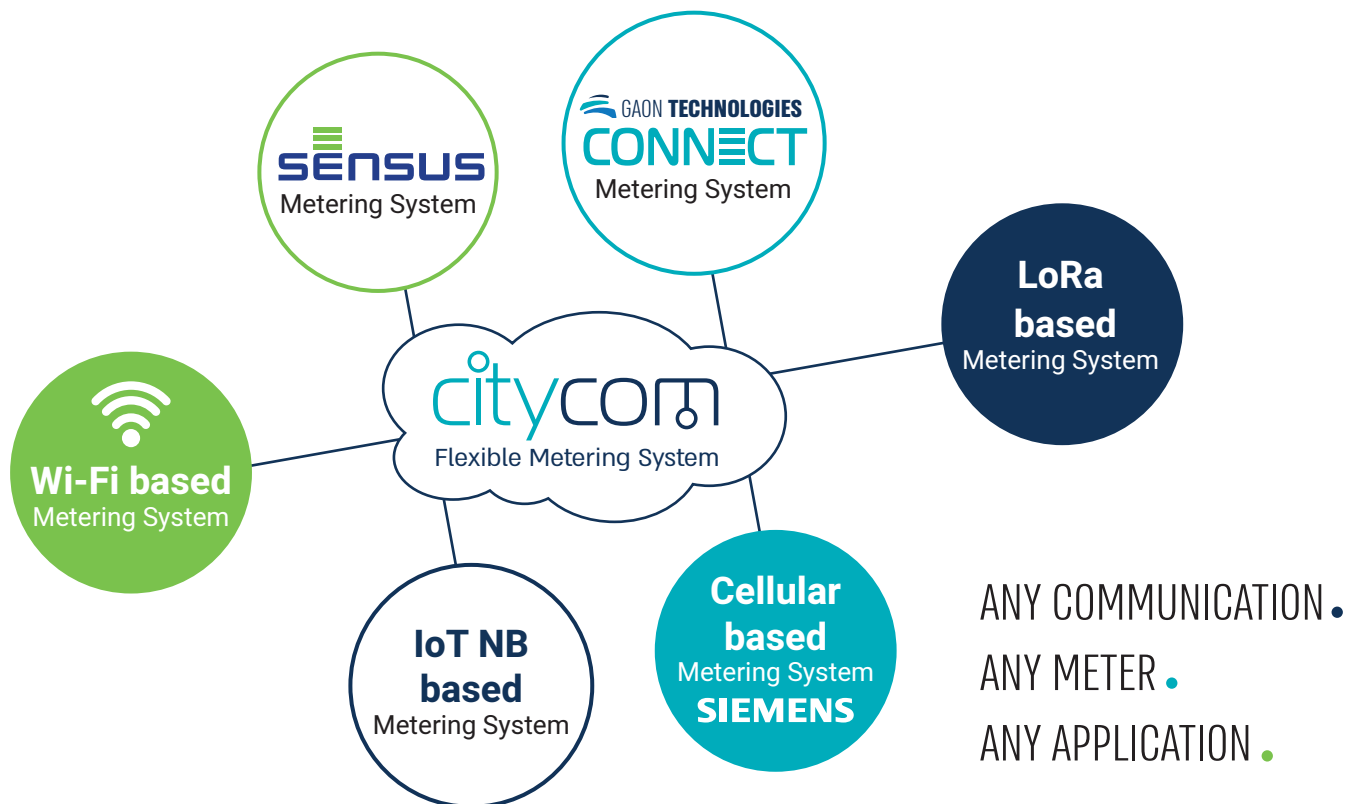 SENSUS
Metering System
GAON TECHNOLOGIES
CONNECT
Metering System
LoRa
based
Metering System
citycom
Flexible Metering System
Wi-Fi based
Metering System
IoT NB
based
Metering System
Cellular
based
Metering System
SIEMENS
ANY COMMUNICATION.
ANY METER.
ANY APPLICATION.